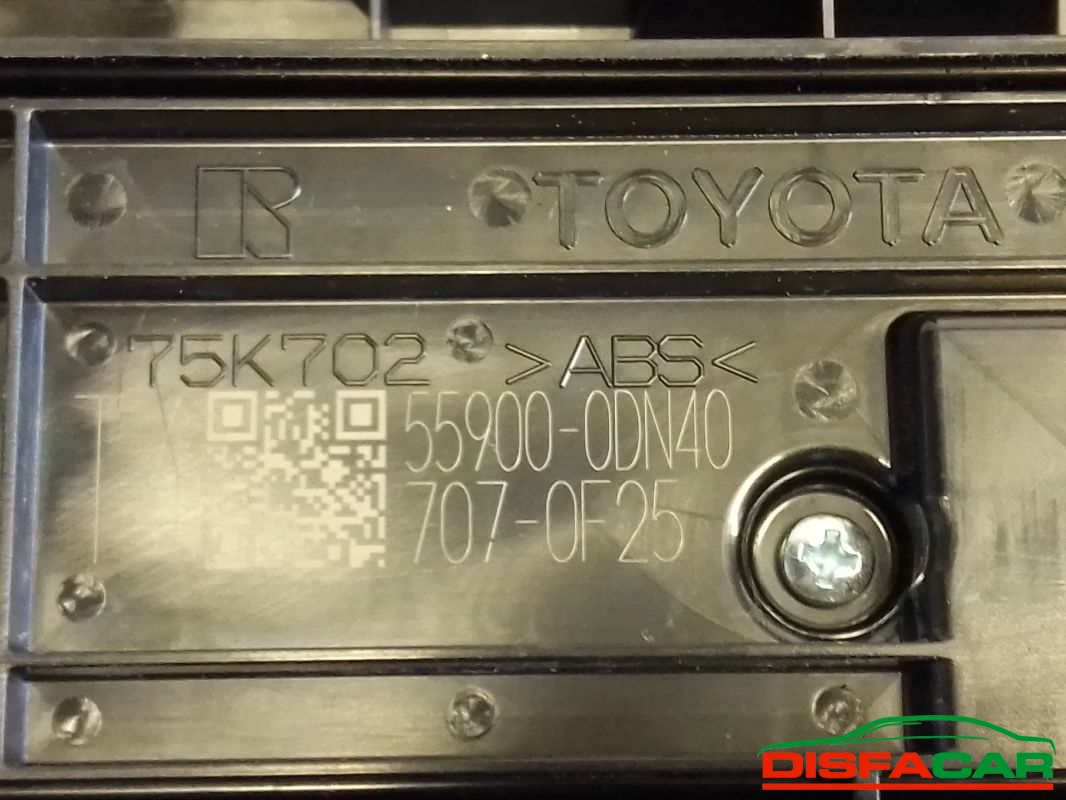 R TOYOTA
75K702 >ABS<
T 55900-0DN40
707-0F25
DISFACAR